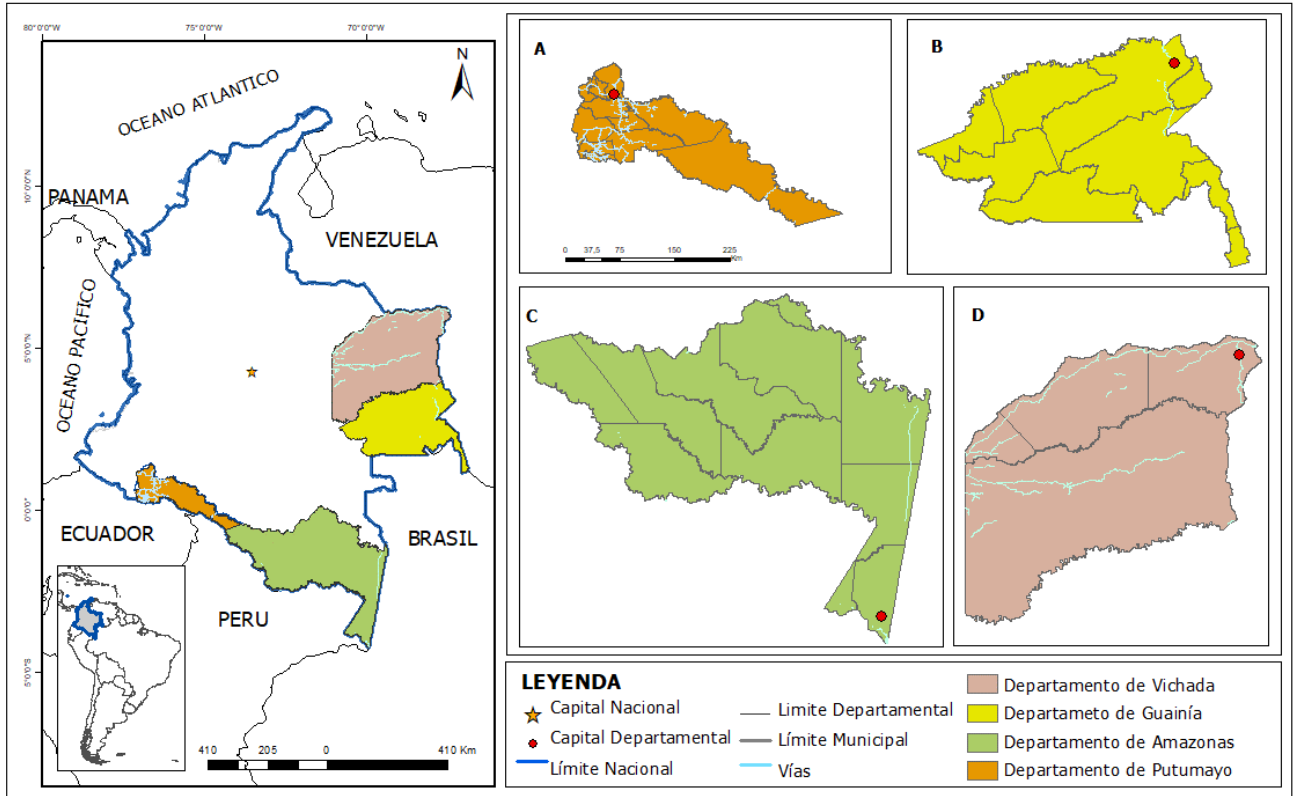 80°0'0"W
75°0'0"W
70°0'0"W
10°0'0"N
5°0'0"N
0°0'0"
5°0'0"S
N
OCEANO ATLANTICO
PANAMA
VENEZUELA
OCEANO PACÍFICO
ECUADOR
BRASIL
PERU
410 205 0 410 Km
A
0 37,5 75 150 225
Km
B
C
D
LEYENDA
Capital Nacional
Capital Departamental
Límite Nacional
Limite Departamental
Límite Municipal
Vías
Departamento de Vichada
Departameto de Guainía
Departamento de Amazonas
Departamento de Putumayo